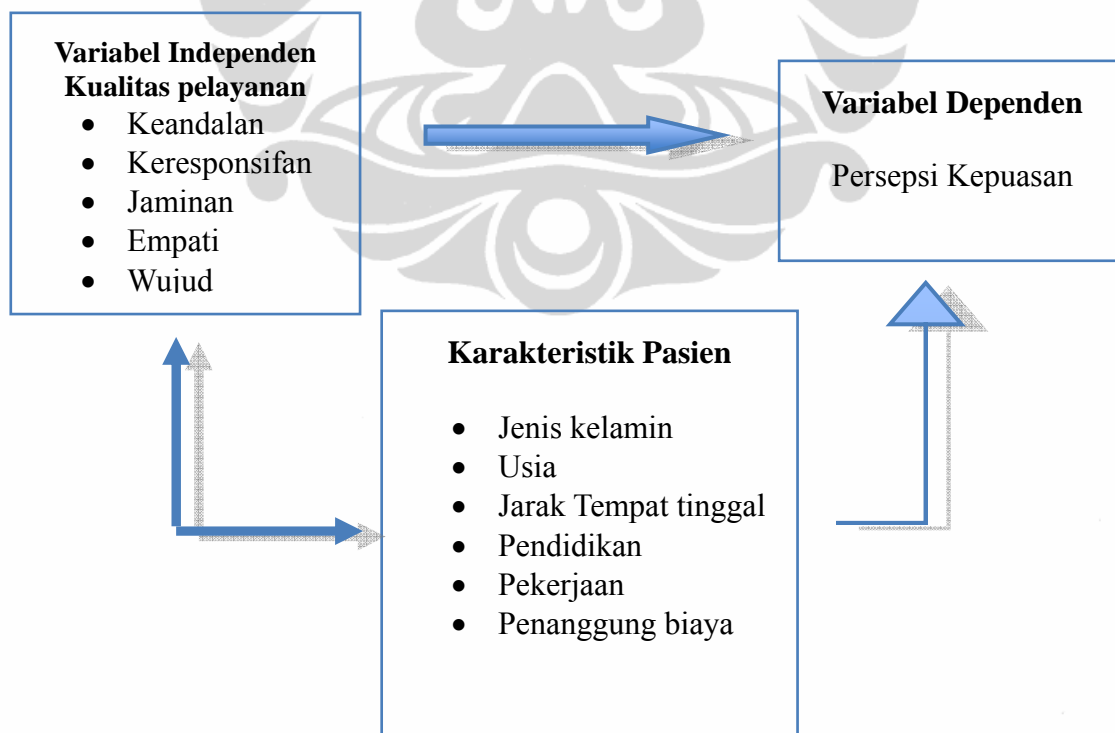 Variabel Independen
Kualitas pelayanan
• Keandalan
• Keresponsifan
• Jaminan
• Empati
• Wujud
Variabel Dependen
Persepsi Kepuasan
Karakteristik Pasien
• Jenis kelamin
• Usia
• Jarak Tempat tinggal
• Pendidikan
• Pekerjaan
• Penanggung biaya